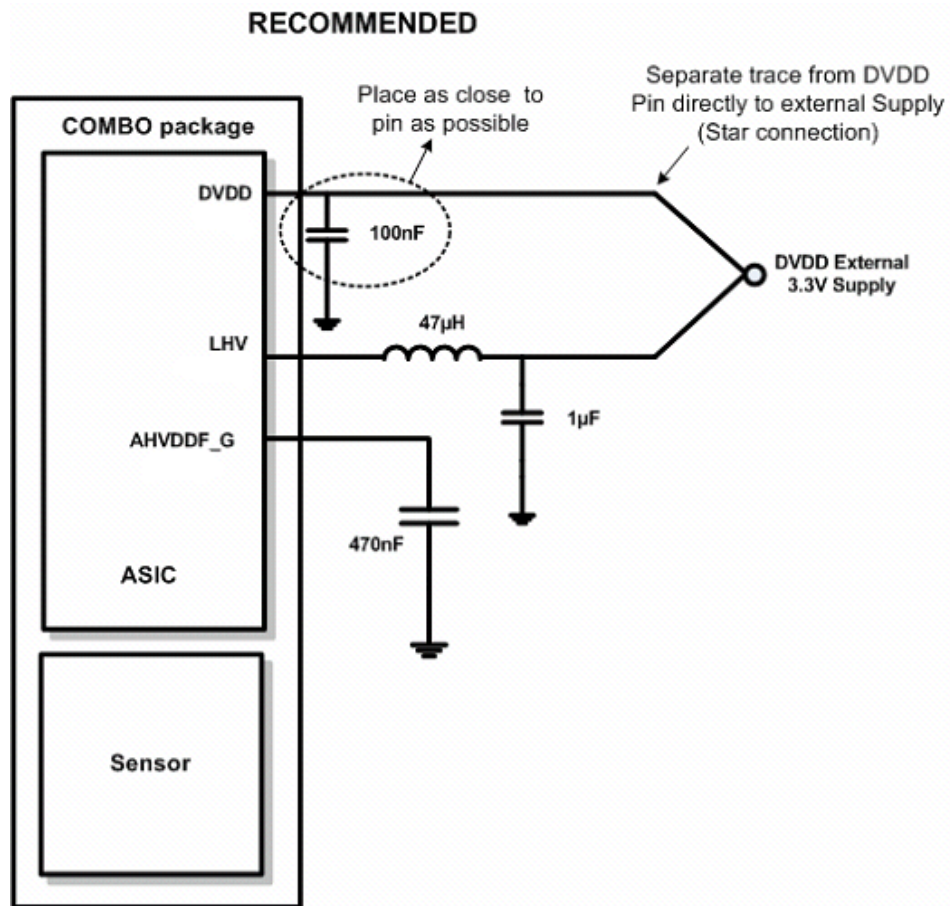 RECOMMENDED
Place as close to
pin as possible
Separate trace from DVDD
Pin directly to external Supply
(Star connection)
COMBO package
DVDD
100nF
DVDD External
3.3V Supply
47µH
LHV
1µF
AHVDDF_G
470nF
ASIC
Sensor